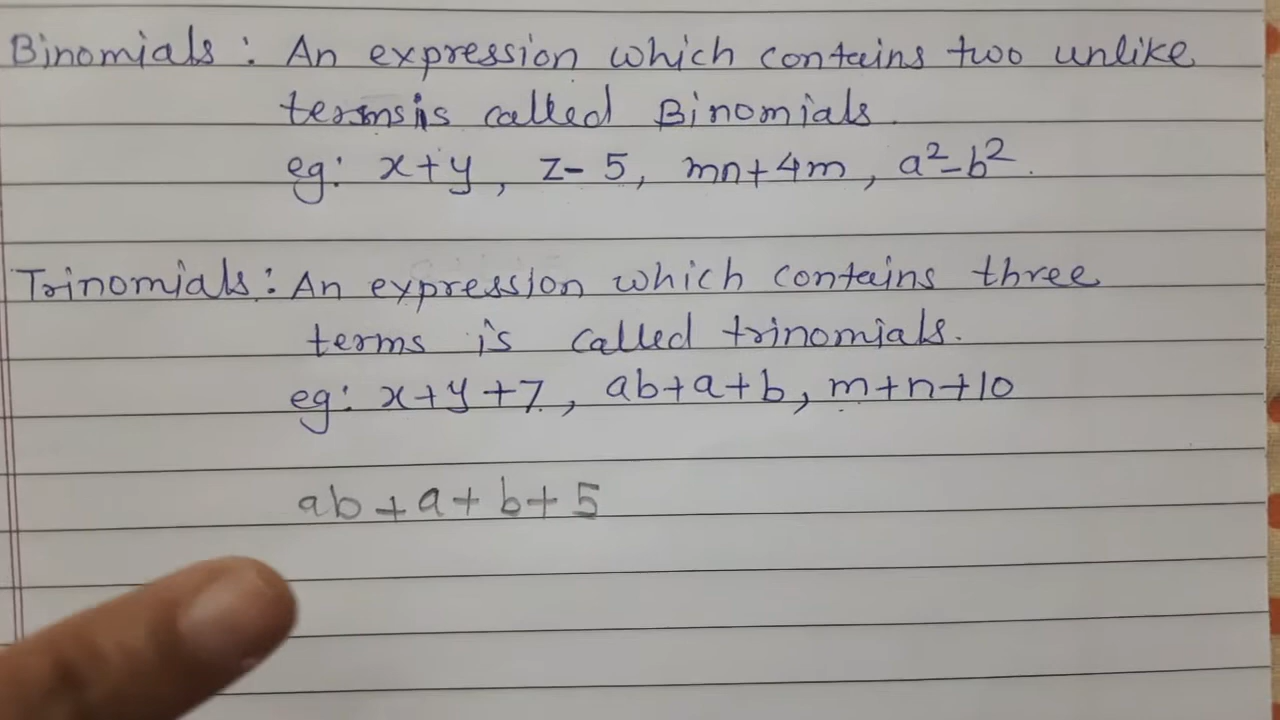 Binomials : An expression which contains two unlike
terms is called Binomials.
eg: x+y, z-5, mn+4m, a²-b².
Trinomials : An expression which contains three
terms is called trinomials.
eg: x+y+7, ab+a+b, m+n+10
ab+a+b+5